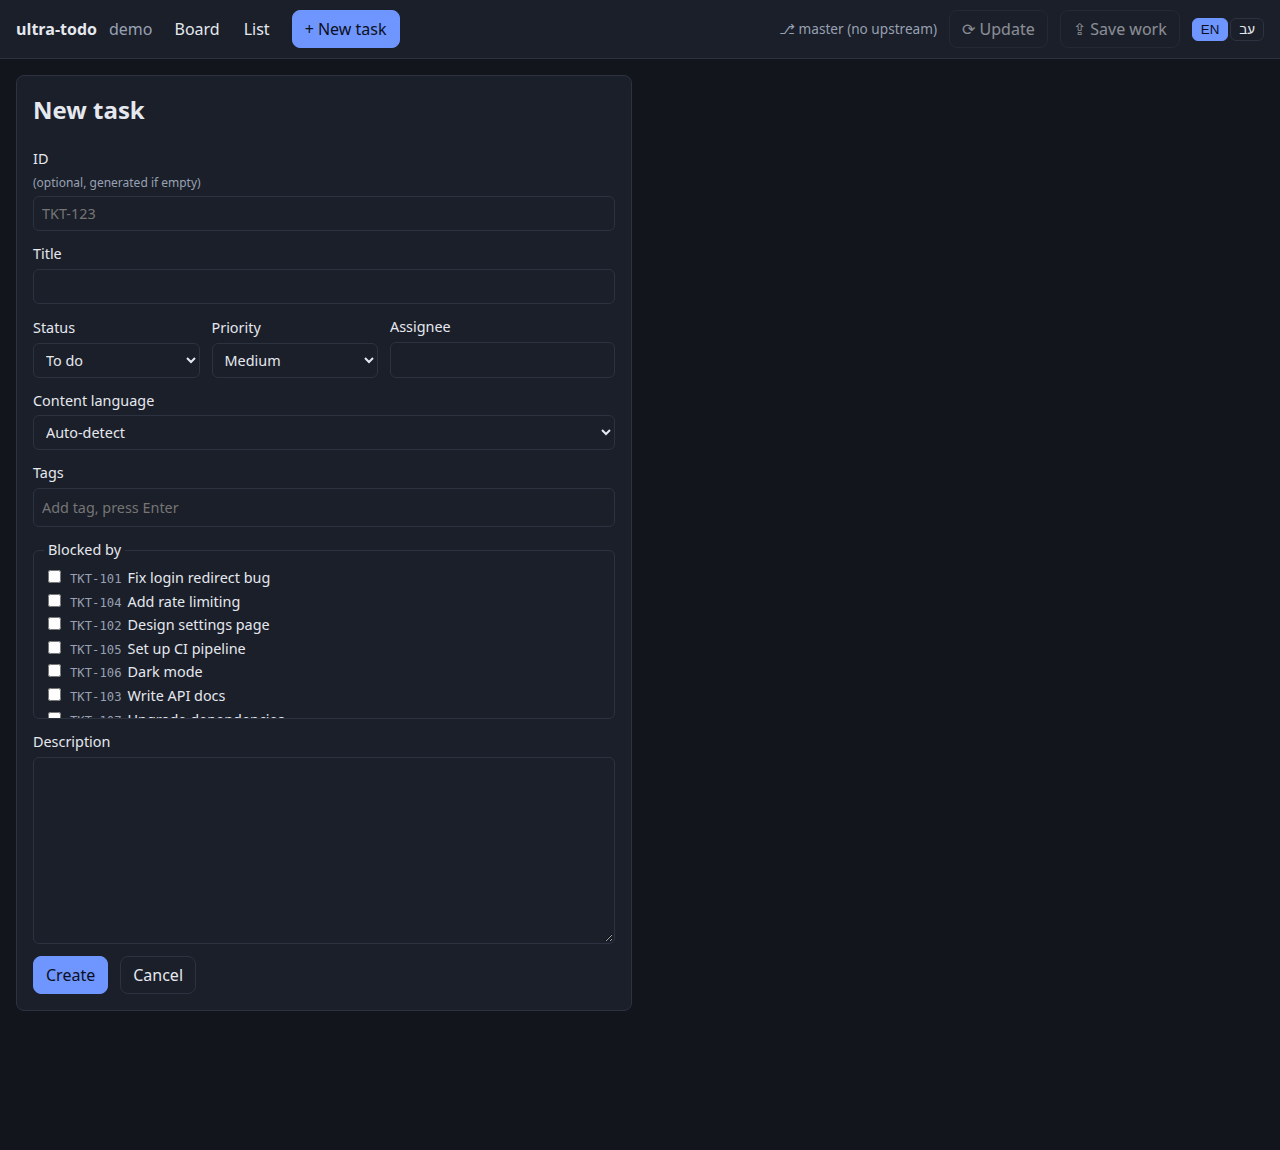 ultra-todo demo Board List + New task ⎇ master (no upstream) ⟳ Update ⇪ Save work EN עב
New task
ID
(optional, generated if empty)
TKT-123
Title
Status Priority Assignee
To do Medium
Content language
Auto-detect
Tags
Add tag, press Enter
Blocked by
TKT-101 Fix login redirect bug
TKT-104 Add rate limiting
TKT-102 Design settings page
TKT-105 Set up CI pipeline
TKT-106 Dark mode
TKT-103 Write API docs
TKT-107 Upgrade dependencies
Description
Create Cancel